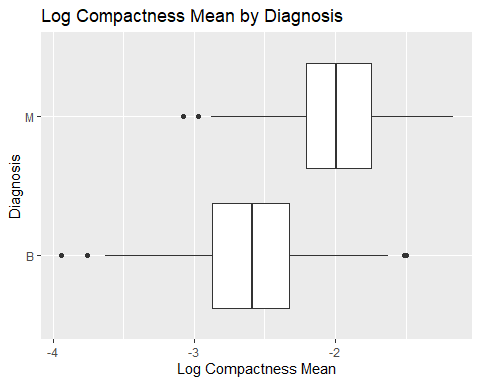 Log Compactness Mean by Diagnosis
M
Diagnosis
B
-4
-3
-2
Log Compactness Mean